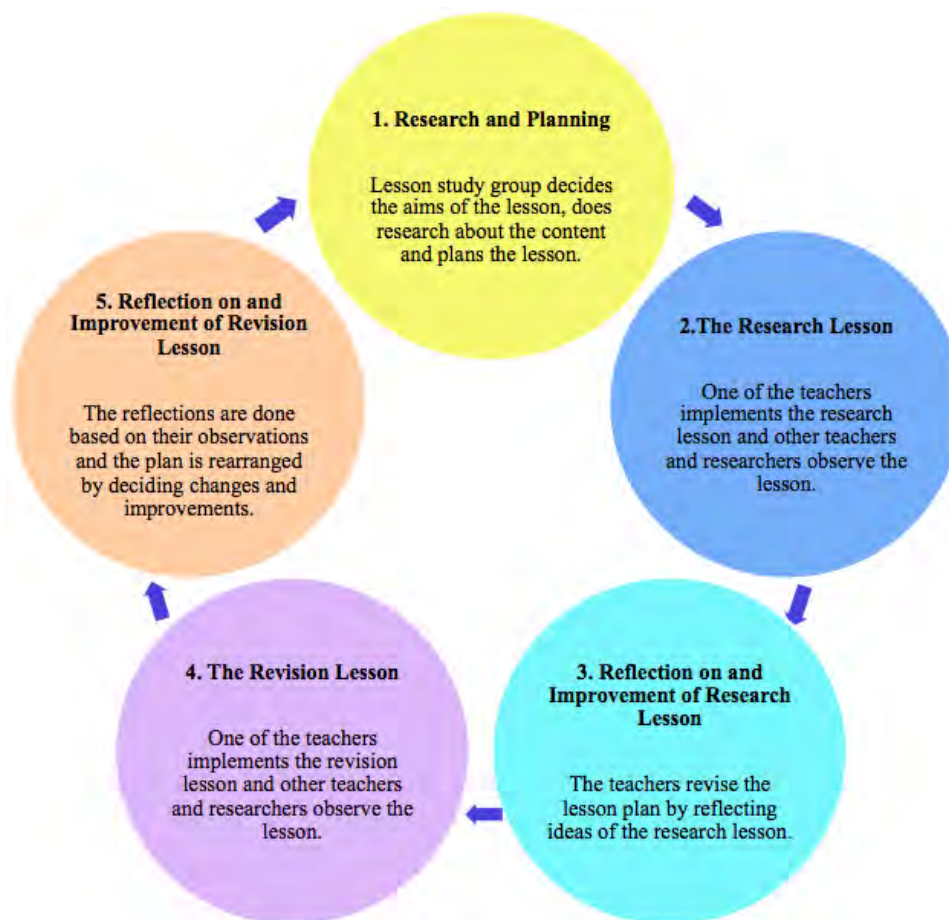 1. Research and Planning
Lesson study group decides
the aims of the lesson, does
research about the content
and plans the lesson.
2.The Research Lesson
One of the teachers
implements the research
lesson and other teachers
and researchers observe the
lesson.
3. Reflection on and
Improvement of Research
Lesson
The teachers revise the
lesson plan by reflecting
ideas of the research lesson.
4. The Revision Lesson
One of the teachers
implements the revision
lesson and other teachers
and researchers observe the
lesson.
5. Reflection on and
Improvement of Revision
Lesson
The reflections are done
based on their observations
and the plan is rearranged
by deciding changes and
improvements.